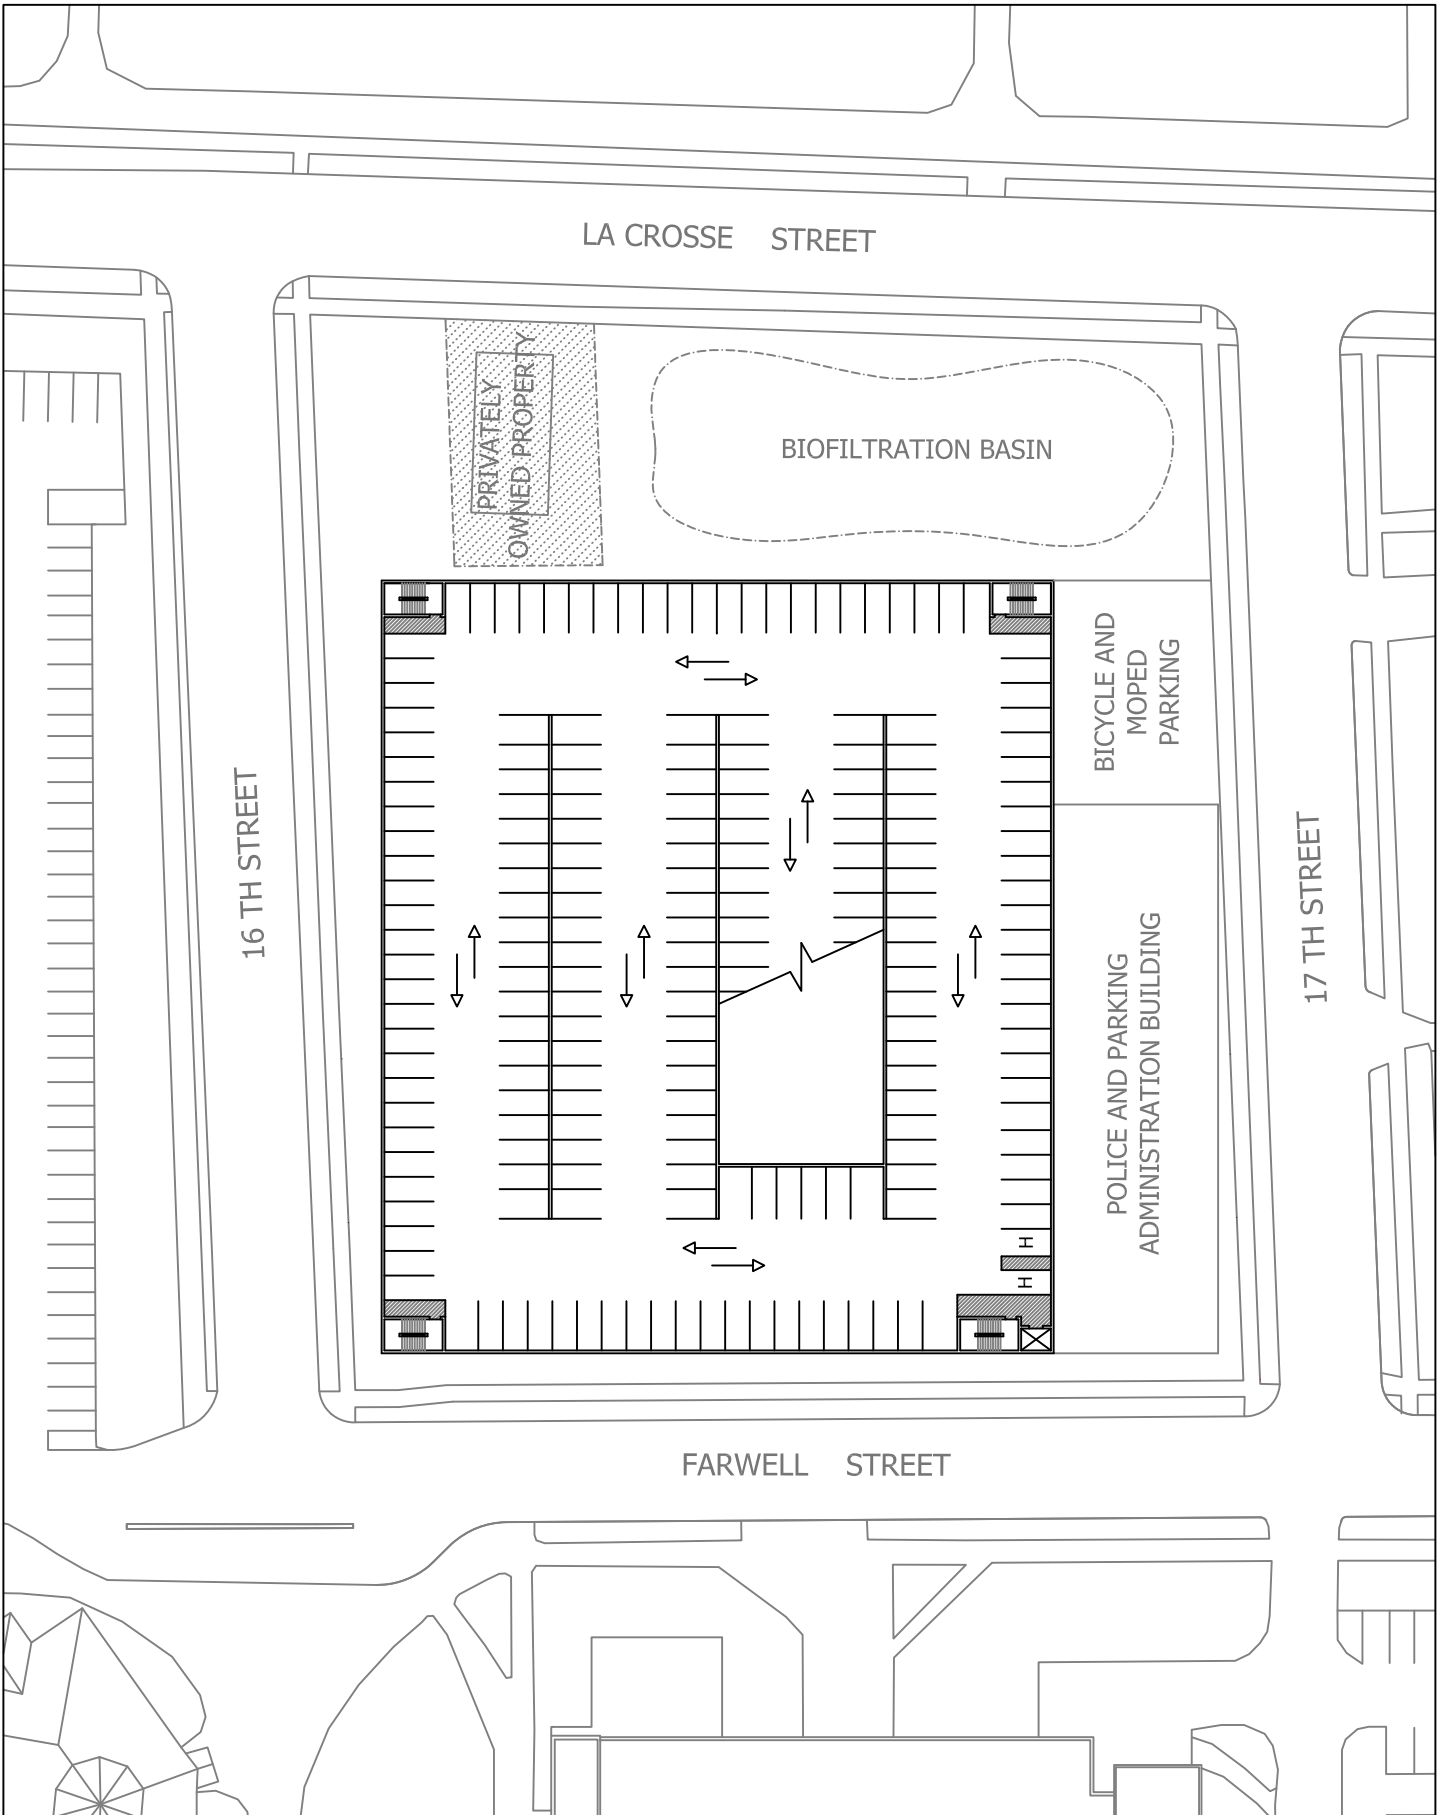 LA CROSSE STREET
PRIVATELY
OWNED PROPERTY
BIOFILTRATION BASIN
BICYCLE AND
MOPED
PARKING
16 TH STREET
17 TH STREET
POLICE AND PARKING
ADMINISTRATION BUILDING
H
H
FARWELL STREET